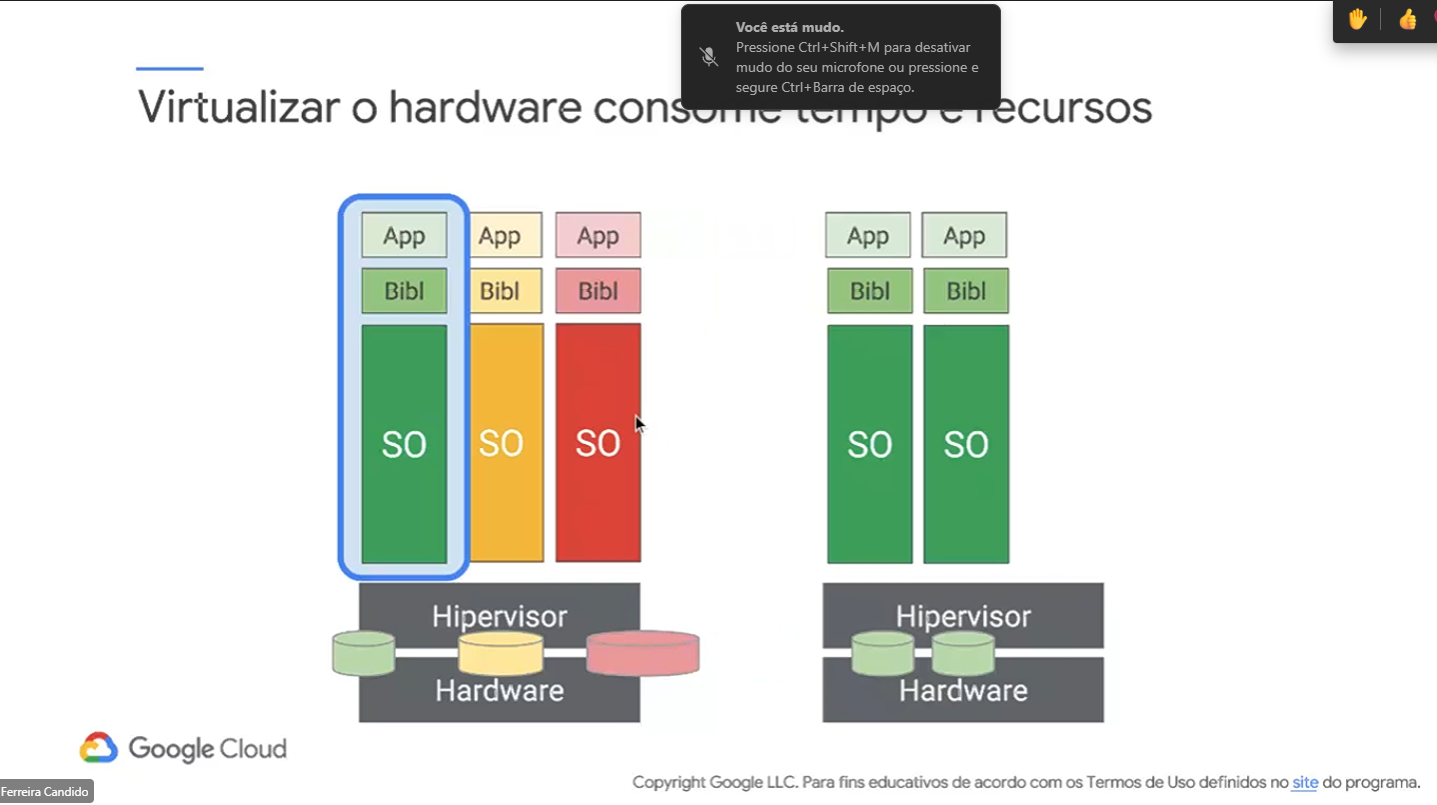 Você está mudo.
Pressione Ctrl+Shift+M para desativar
mudo do seu microfone ou pressione e
segure Ctrl+Barra de espaço.
Virtualizar o hardware consome tempo e recursos
App App App App App
Bibl Bibl Bibl Bibl Bibl
SO SO SO SO SO
Hipervisor Hipervisor
Hardware Hardware
Google Cloud
Copyright Google LLC. Para fins educativos de acordo com os Termos de Uso definidos no site do programa.
Ferreira Candido